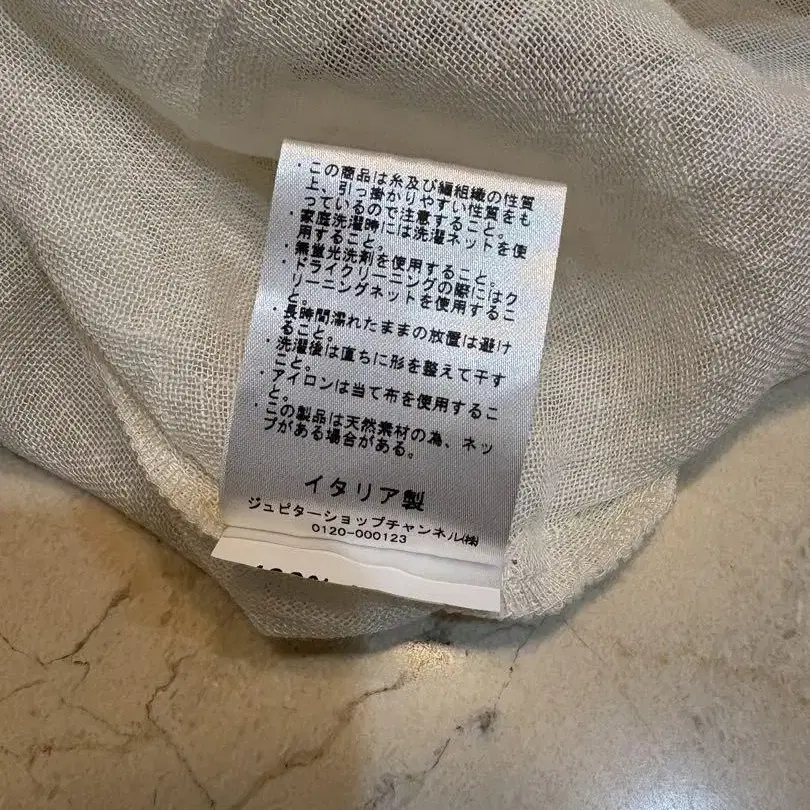 ・この商品は糸及び編組織の性質
上、引っ掛かりやすい性質をも
っているので注意すること。
・家庭洗濯時には洗濯ネットを使
用すること。
・無蛍光洗剤を使用すること。
・ドライクリーニングの際にはク
リーニングネットを使用するこ
と。
・長時間濡れたままの放置は避け
ること。
・洗濯後は直ちに形を整えて干す
こと。
・アイロンは当て布を使用するこ
と。
・この製品は天然素材の為、ネッ
プがある場合がある。
イタリア製
ジュピターショップチャンネル㈱
0120-000123